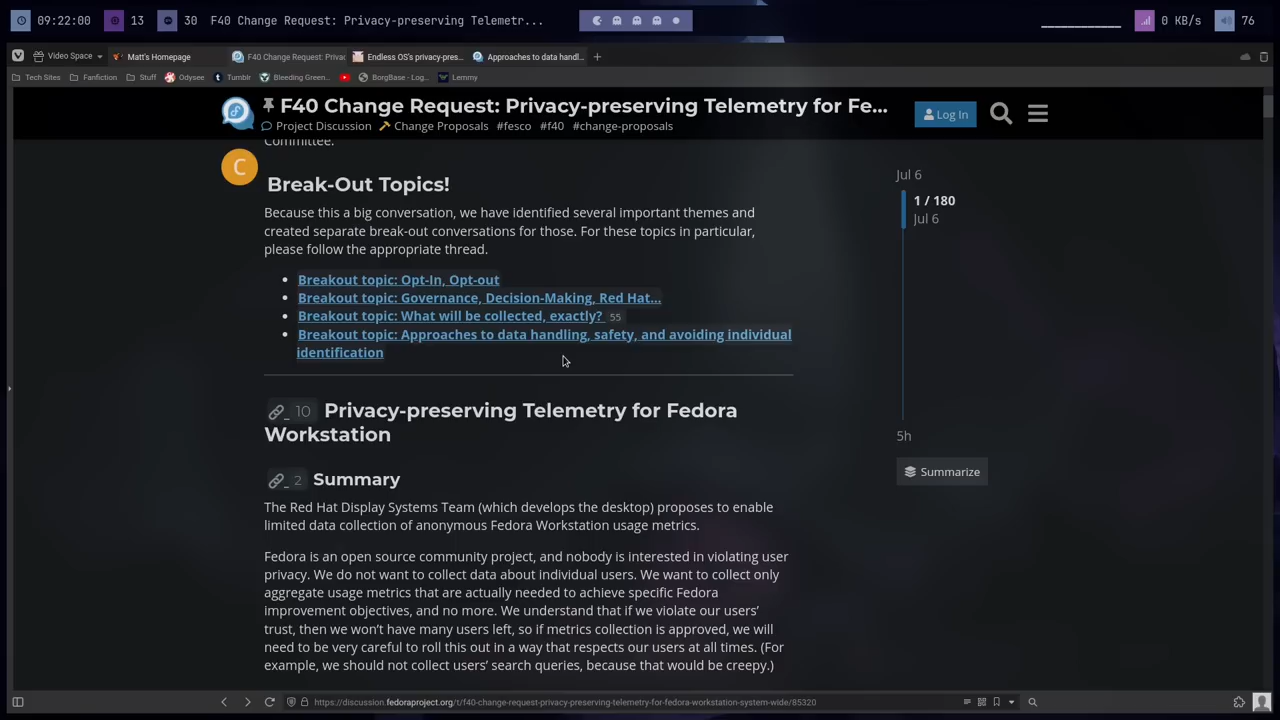 09:22:00 13 30 F40 Change Request: Privacy-preserving Telemetr... 0 KB/s 76
Video Space Matt's Homepage F40 Change Request: Privac Endless OS's privacy-pres Approaches to data handl
Tech Sites Fanfiction Stuff Odysee Tumblr Bleeding Green... BorgBase - Log... Lemmy
F40 Change Request: Privacy-preserving Telemetry for Fe...
Project Discussion Change Proposals #fesco #f40 #change-proposals
Log In
Committee.
C
Break-Out Topics!
Because this a big conversation, we have identified several important themes and
created separate break-out conversations for those. For these topics in particular,
please follow the appropriate thread.
Breakout topic: Opt-In, Opt-out
Breakout topic: Governance, Decision-Making, Red Hat...
Breakout topic: What will be collected, exactly? 55
Breakout topic: Approaches to data handling, safety, and avoiding individual
identification
10 Privacy-preserving Telemetry for Fedora
Workstation
2 Summary
The Red Hat Display Systems Team (which develops the desktop) proposes to enable
limited data collection of anonymous Fedora Workstation usage metrics.
Fedora is an open source community project, and nobody is interested in violating user
privacy. We do not want to collect data about individual users. We want to collect only
aggregate usage metrics that are actually needed to achieve specific Fedora
improvement objectives, and no more. We understand that if we violate our users'
trust, then we won't have many users left, so if metrics collection is approved, we will
need to be very careful to roll this out in a way that respects our users at all times. (For
example, we should not collect users' search queries, because that would be creepy.)
Jul 6
1 / 180
Jul 6
5h
Summarize
https://discussion.fedoraproject.org/t/f40-change-request-privacy-preserving-telemetry-for-fedora-workstation-system-wide/85320